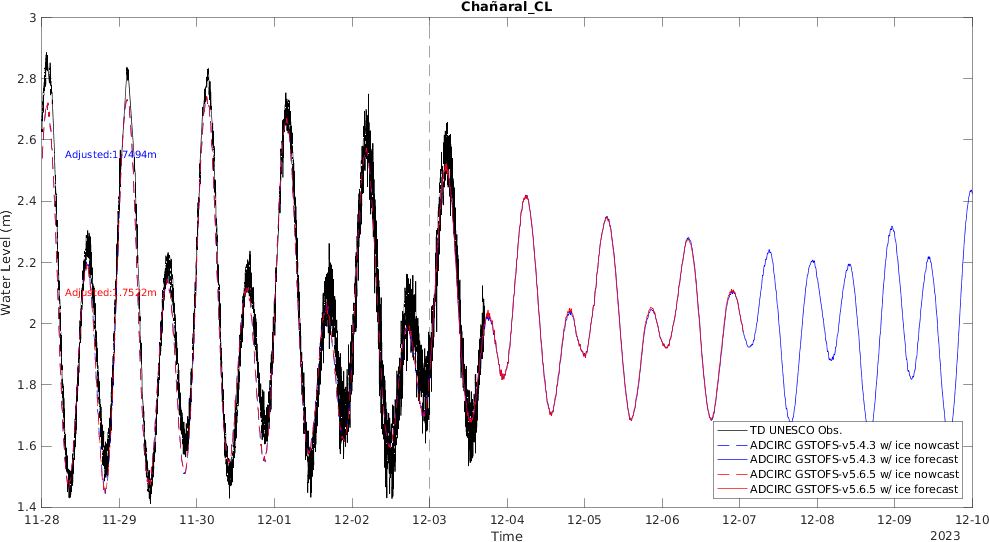 Chañaral_CL
3
2.8
2.6
2.4
2.2
2
1.8
1.6
1.4
Water Level (m)
Adjusted:1.7494m
Adjusted:1.7522m
TD UNESCO Obs.
ADCIRC GSTOFS-v5.4.3 w/ ice nowcast
ADCIRC GSTOFS-v5.4.3 w/ ice forecast
ADCIRC GSTOFS-v5.6.5 w/ ice nowcast
ADCIRC GSTOFS-v5.6.5 w/ ice forecast
11-28 11-29 11-30 12-01 12-02 12-03 12-04 12-05 12-06 12-07 12-08 12-09 12-10
Time
2023